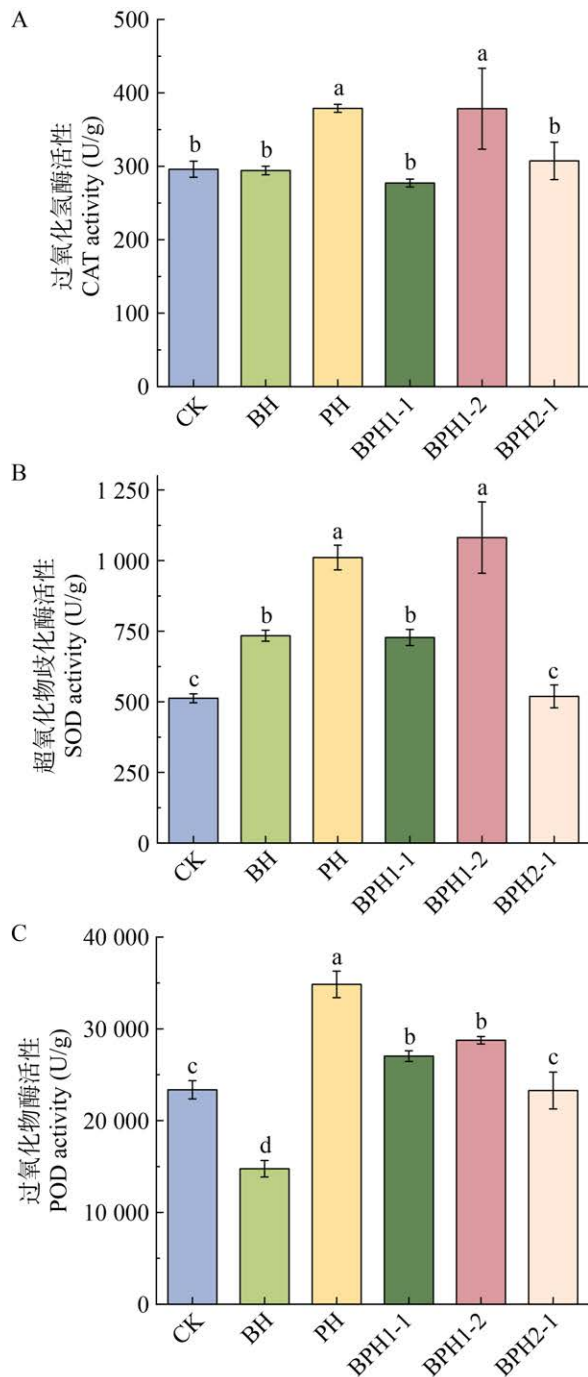 A
过氧化氢酶活性
CAT activity (U/g)
500
400
300
200
100
0
b
b
a
b
a
b
CK
BH
PH
BPH1-1
BPH1-2
BPH2-1
B
超氧化物歧化酶活性
SOD activity (U/g)
1 250
1 000
750
500
250
0
c
b
a
b
a
c
CK
BH
PH
BPH1-1
BPH1-2
BPH2-1
C
过氧化物酶活性
POD activity (U/g)
40 000
30 000
20 000
10 000
0
c
d
a
b
b
c
CK
BH
PH
BPH1-1
BPH1-2
BPH2-1